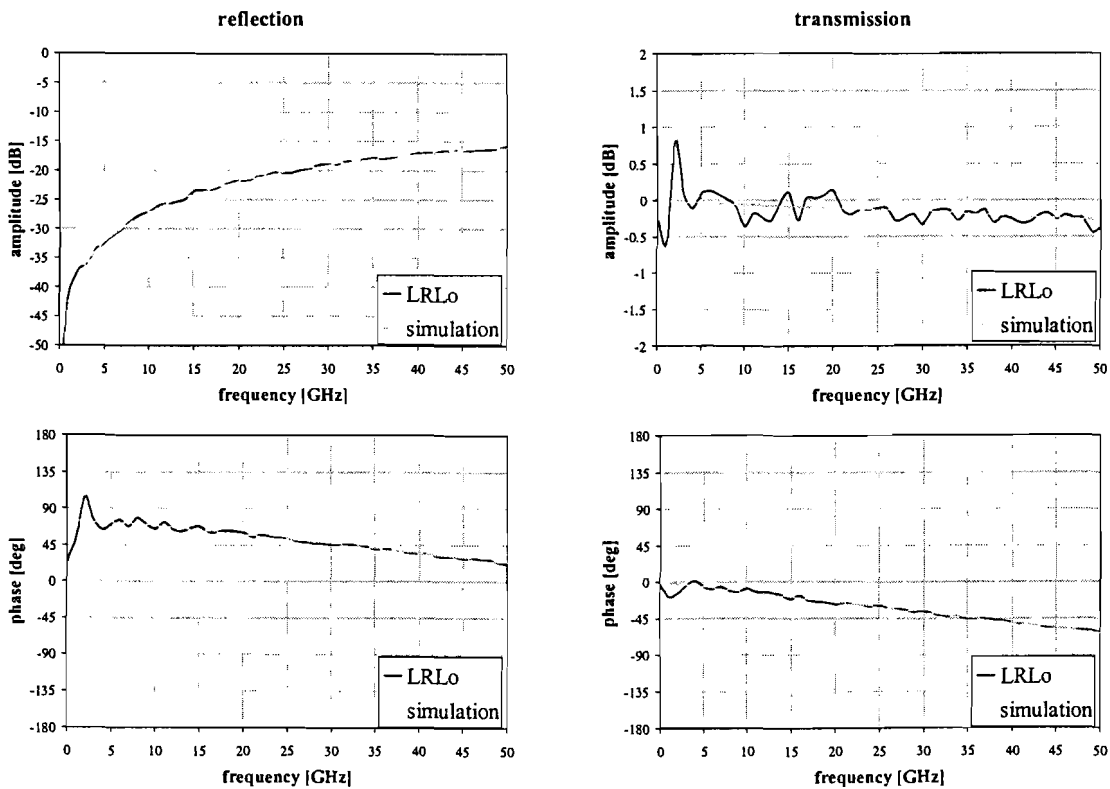 reflection
transmission
amplitude [dB]
0
-5
-10
-15
-20
-25
-30
-35
-40
-45
-50
0 5 10 15 20 25 30 35 40 45 50
frequency [GHz]
LRLo
simulation
amplitude [dB]
2
1.5
1
0.5
0
-0.5
-1
-1.5
-2
0 5 10 15 20 25 30 35 40 45 50
frequency [GHz]
LRLo
simulation
phase [deg]
180
135
90
45
0
-45
-90
-135
-180
0 5 10 15 20 25 30 35 40 45 50
frequency [GHz]
LRLo
simulation
phase [deg]
180
135
90
45
0
-45
-90
-135
-180
0 5 10 15 20 25 30 35 40 45 50
frequency [GHz]
LRLo
simulation